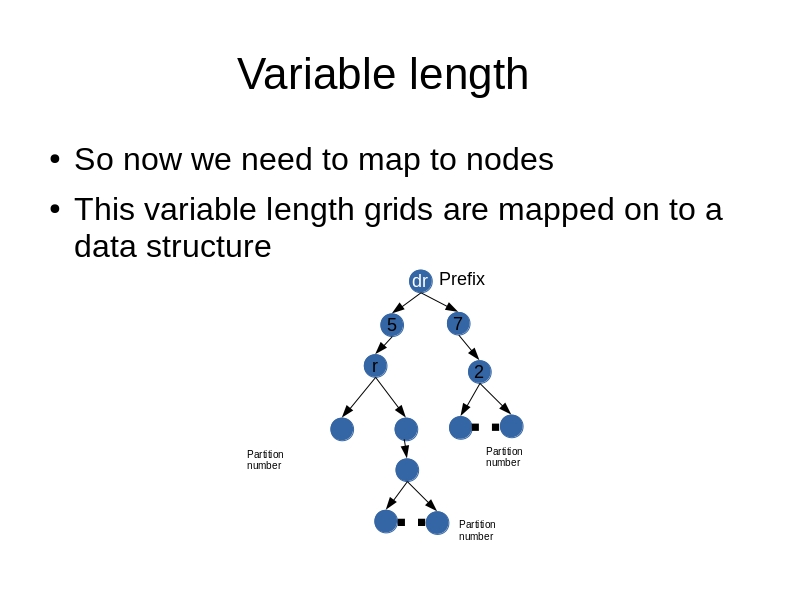 Variable length
• So now we need to map to nodes
• This variable length grids are mapped on to a
data structure
dr Prefix
5 7
r
2
Partition
number
Partition
number
Partition
number